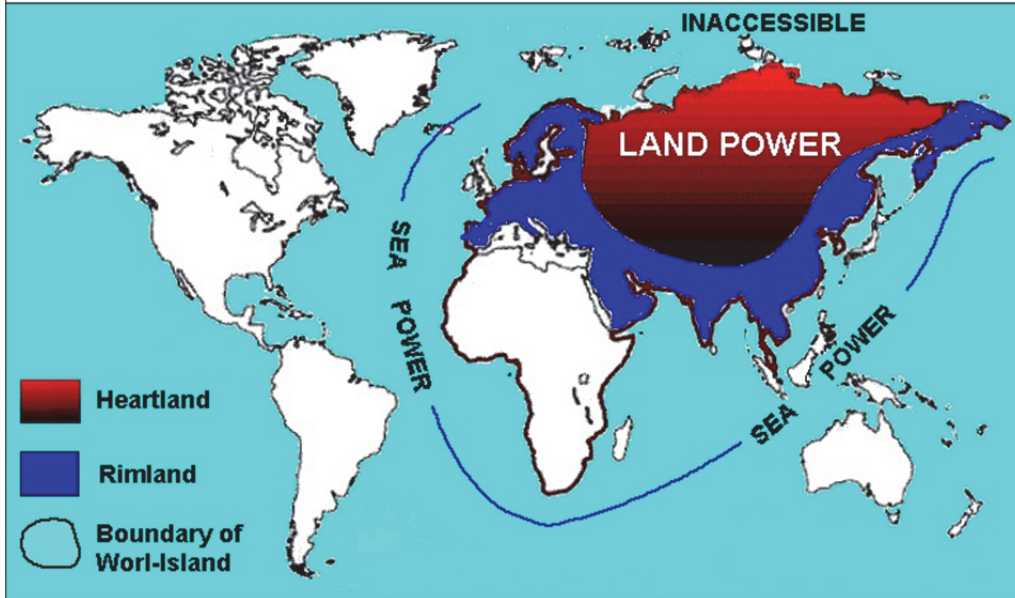 INACCESSIBLE
LAND POWER
SEA POWER
SEA POWER
Heartland
Rimland
Boundary of
Worl-Island